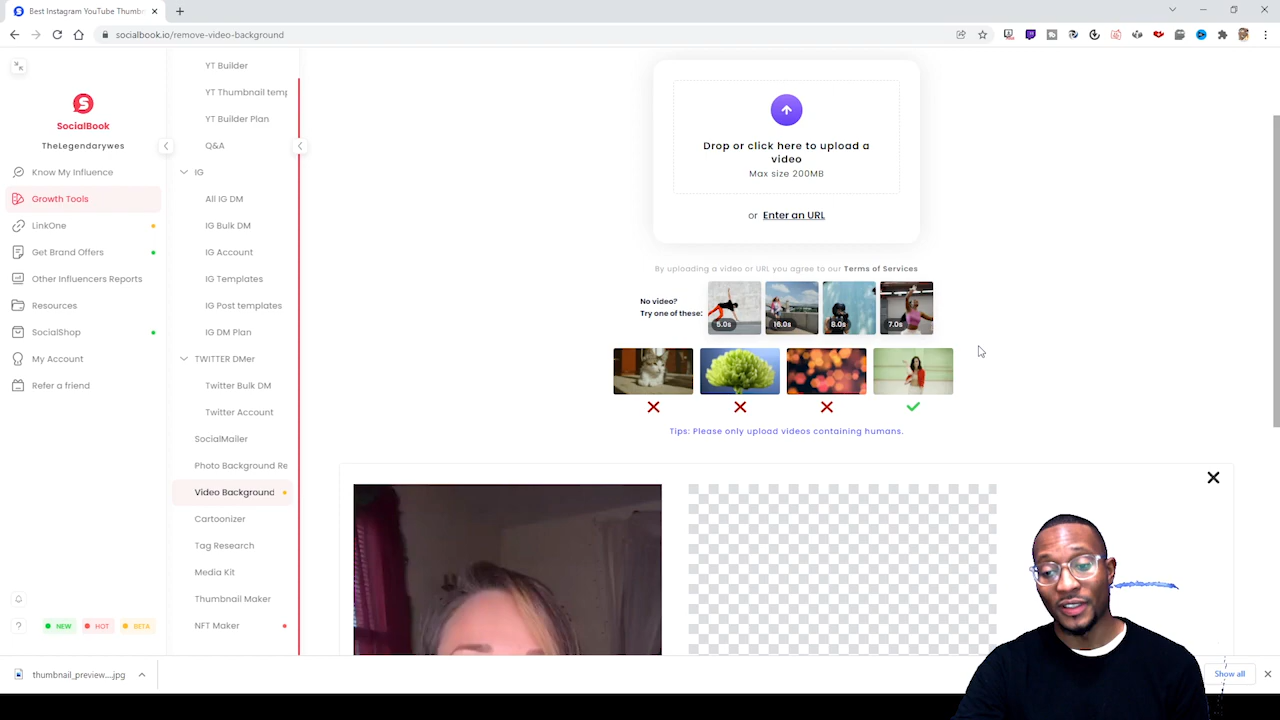 Best Instagram YouTube Thumb
socialbook.io/remove-video-background
SocialBook
TheLegendarywes
Know My Influence
Growth Tools
LinkOne
Get Brand Offers
Other Influencers Reports
Resources
SocialShop
My Account
Refer a friend
NEW
HOT
BETA
YT Builder
YT Thumbnail temp
YT Builder Plan
Q&A
IG
All IG DM
IG Bulk DM
IG Account
IG Templates
IG Post templates
IG DM Plan
TWITTER DMer
Twitter Bulk DM
Twitter Account
SocialMailer
Photo Background Re
Video Background
Cartoonizer
Tag Research
Media Kit
Thumbnail Maker
NFT Maker
Drop or click here to upload a
video
Max size 200MB
or Enter an URL
By uploading a video or URL you agree to our Terms of Services
No video?
Try one of these:
5.0s
16.0s
8.0s
7.0s
Tips: Please only upload videos containing humans.
thumbnail_preview....jpg
Show all